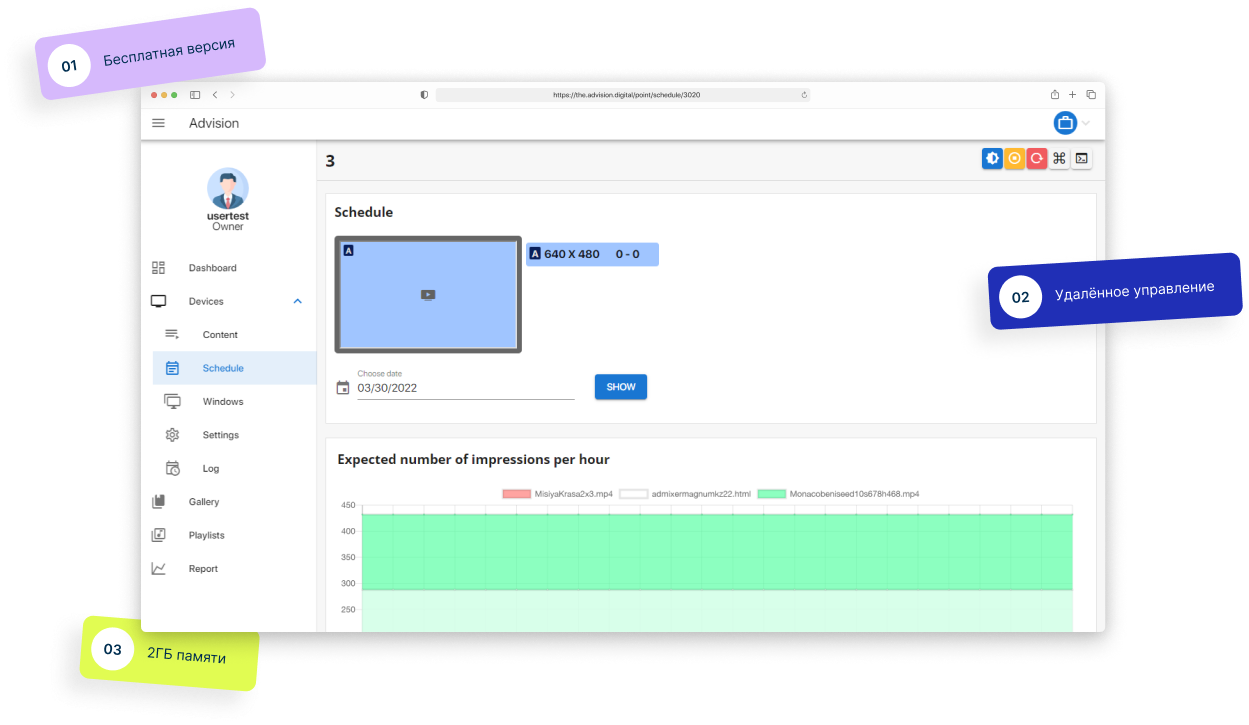 01 Бесплатная версия
https://the.advision.digital/point/schedule/3020
Advision
usertest
Owner
Dashboard
Devices
Content
Schedule
Windows
Settings
Log
Gallery
Playlists
Report
3
Schedule
A
A 640 X 480 0 - 0
Choose date
03/30/2022
SHOW
02 Удалённое управление
Expected number of impressions per hour
MisiyaKrasa2x3.mp4 admixermagnumkz22.html Monacobeniseed10s678h468.mp4
450
400
350
300
250
03 2ГБ памяти